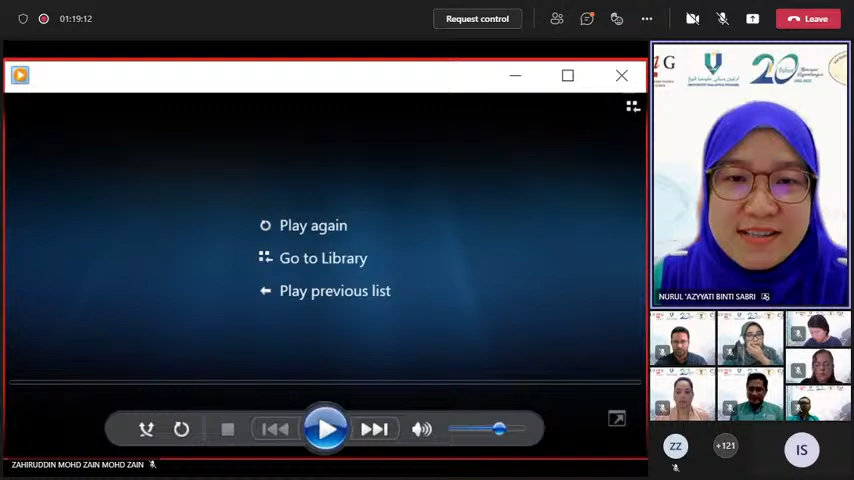 01:19:12
Request control
Leave
Play again
Go to Library
Play previous list
ZAHIRUDDIN MOHD ZAIN MOHD ZAIN
G
20
NURUL 'AZYYATI BINTI SABRI
ZZ
+121
IS